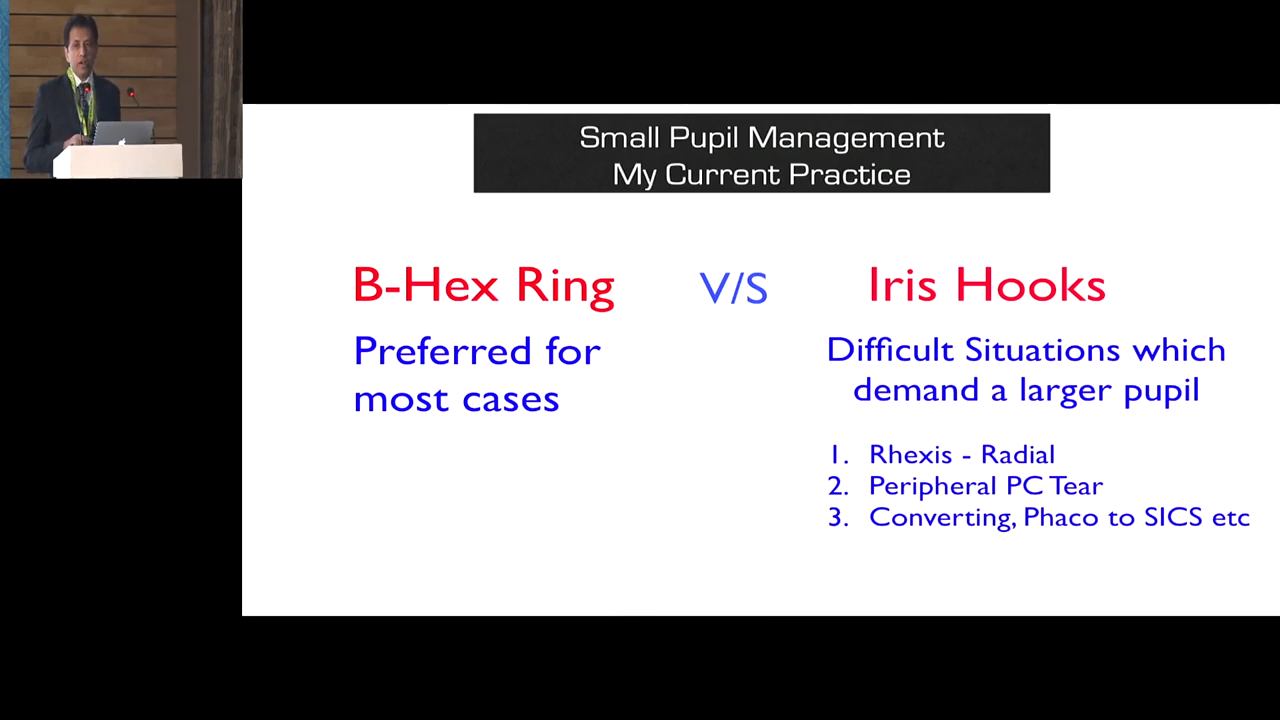 Small Pupil Management
My Current Practice
B-Hex Ring
V/S
Iris Hooks
Preferred for
most cases
Difficult Situations which
demand a larger pupil
1. Rhexis - Radial
2. Peripheral PC Tear
3. Converting, Phaco to SICS etc